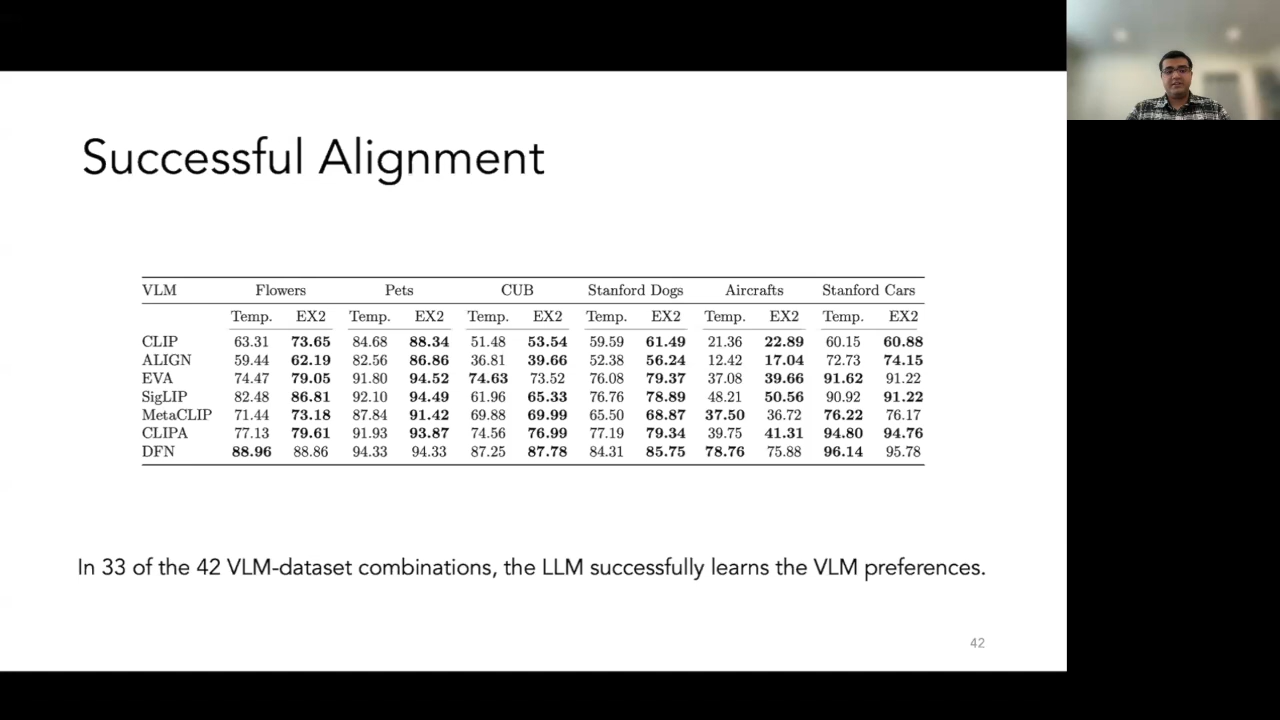 Successful Alignment
VLM Flowers Pets CUB Stanford Dogs Aircrafts Stanford Cars
Temp. EX2 Temp. EX2 Temp. EX2 Temp. EX2 Temp. EX2 Temp. EX2
CLIP 63.31 73.65 84.68 88.34 51.48 53.54 59.59 61.49 21.36 22.89 60.15 60.88
ALIGN 59.44 62.19 82.56 86.86 36.81 39.66 52.38 56.24 12.42 17.04 72.73 74.15
EVA 74.47 79.05 91.80 94.52 74.63 73.52 76.08 79.37 37.08 39.66 91.62 91.22
SigLIP 82.48 86.81 92.10 94.49 61.96 65.33 76.76 78.89 48.21 50.56 90.92 91.22
MetaCLIP 71.44 73.18 87.84 91.42 69.88 69.99 65.50 68.87 37.50 36.72 76.22 76.17
CLIPA 77.13 79.61 91.93 93.87 74.56 76.99 77.19 79.34 39.75 41.31 94.80 94.76
DFN 88.96 88.86 94.33 94.33 87.25 87.78 84.31 85.75 78.76 75.88 96.14 95.78
In 33 of the 42 VLM-dataset combinations, the LLM successfully learns the VLM preferences.
42